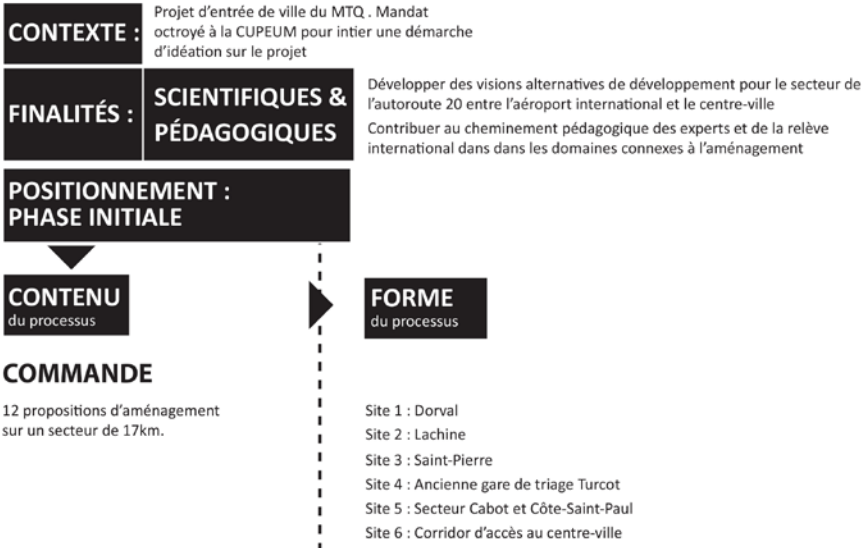 CONTEXTE :
Projet d'entrée de ville du MTQ . Mandat
octroyé à la CUPEUM pour intier une démarche
d'idéation sur le projet
FINALITÉS :
SCIENTIFIQUES &
PÉDAGOGIQUES
Développer des visions alternatives de développement pour le secteur de
l'autoroute 20 entre l'aéroport international et le centre-ville
Contribuer au cheminement pédagogique des experts et de la relève
international dans dans les domaines connexes à l'aménagement
POSITIONNEMENT :
PHASE INITIALE
CONTENU
du processus
FORME
du processus
COMMANDE
12 propositions d'aménagement
sur un secteur de 17km.
Site 1 : Dorval
Site 2 : Lachine
Site 3 : Saint-Pierre
Site 4 : Ancienne gare de triage Turcot
Site 5 : Secteur Cabot et Côte-Saint-Paul
Site 6 : Corridor d'accès au centre-ville